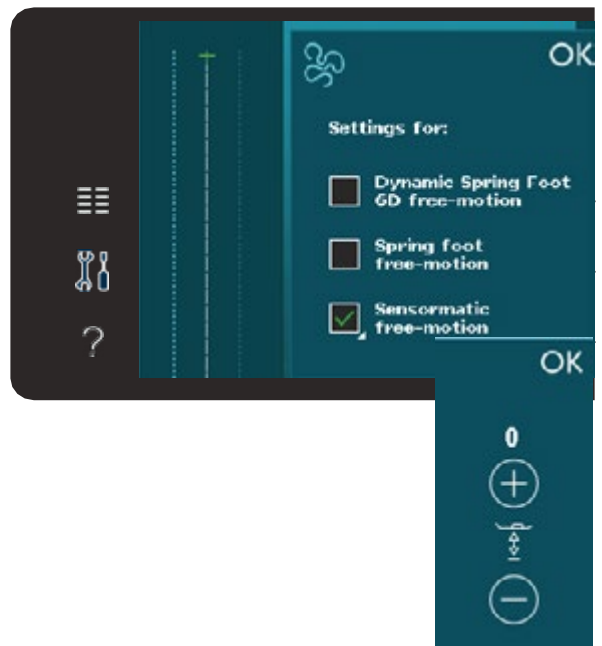 OK
Settings for:
Dynamic Spring Foot
6D free-motion
Spring foot
free-motion
Sensormatic
free-motion
?
OK
0